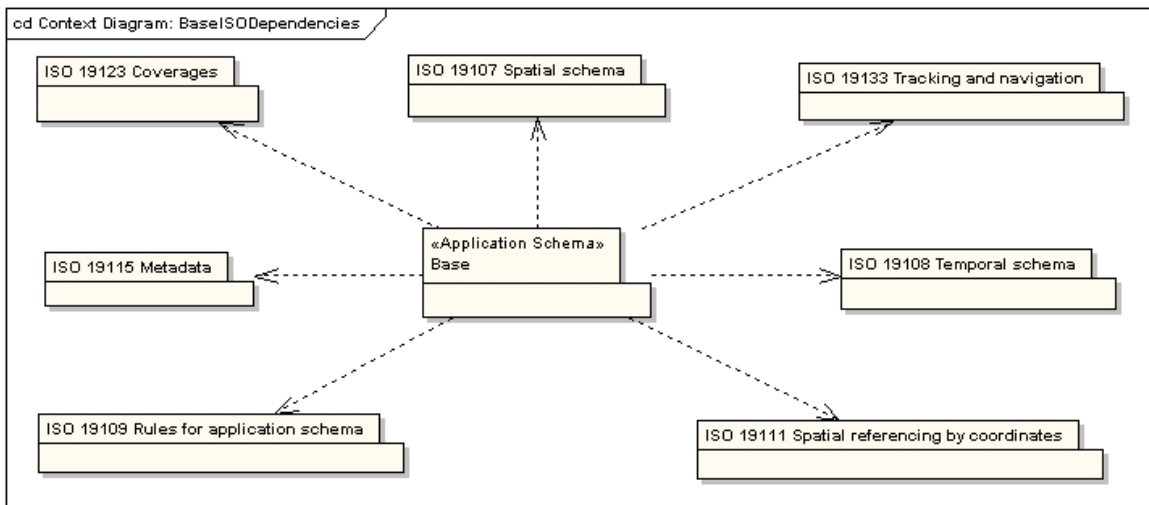 cd Context Diagram: BaseISODependencies
ISO 19123 Coverages
ISO 19107 Spatial schema
ISO 19133 Tracking and navigation
«Application Schema»
Base
ISO 19115 Metadata
ISO 19108 Temporal schema
ISO 19109 Rules for application schema
ISO 19111 Spatial referencing by coordinates